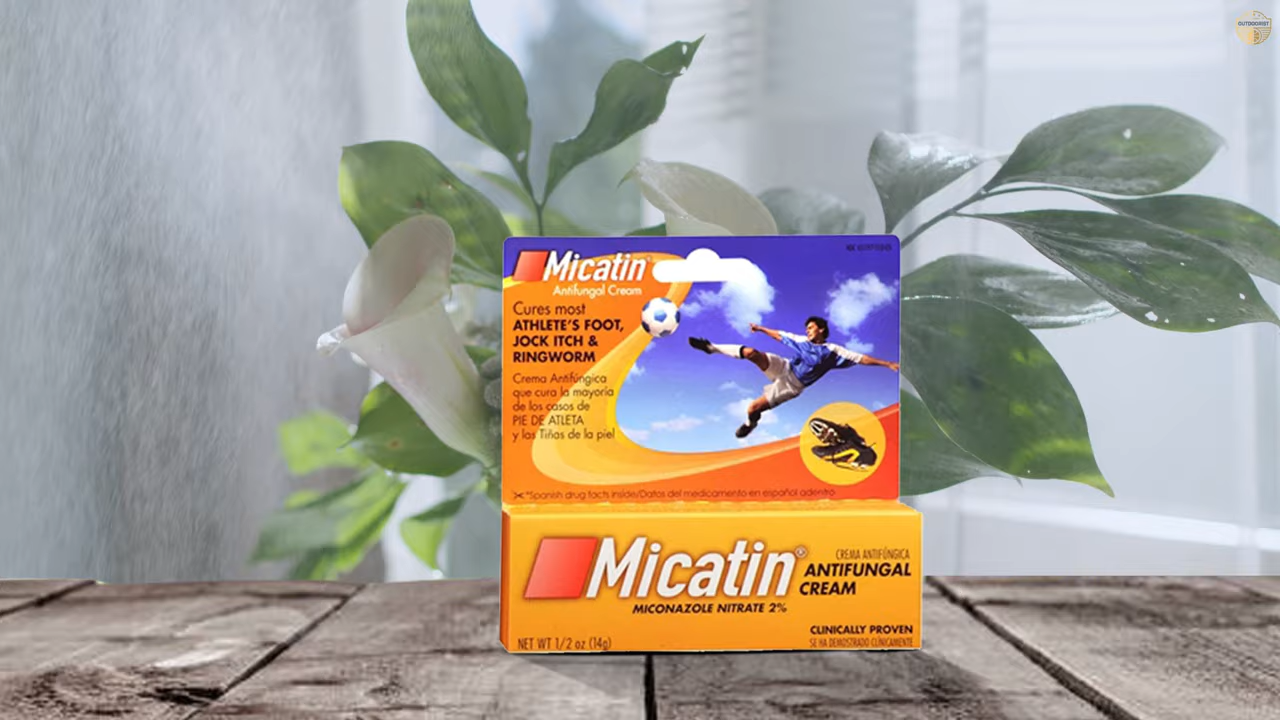 OUTDOORIST
Micatin®
Antifungal Cream
Cures most
ATHLETE'S FOOT,
JOCK ITCH &
RINGWORM
Crema Antifúngica
que cura la mayoría
de los casos de
PIE DE ATLETA
y las Tiñas de la piel
*Spanish drug facts inside/Datos del medicamento en español adentro
Micatin®
CREMA ANTIFÚNGICA
ANTIFUNGAL
CREAM
MICONAZOLE NITRATE 2%
CLINICALLY PROVEN
SE HA DEMOSTRADO CLÍNICAMENTE
NET WT 1/2 oz (14g)